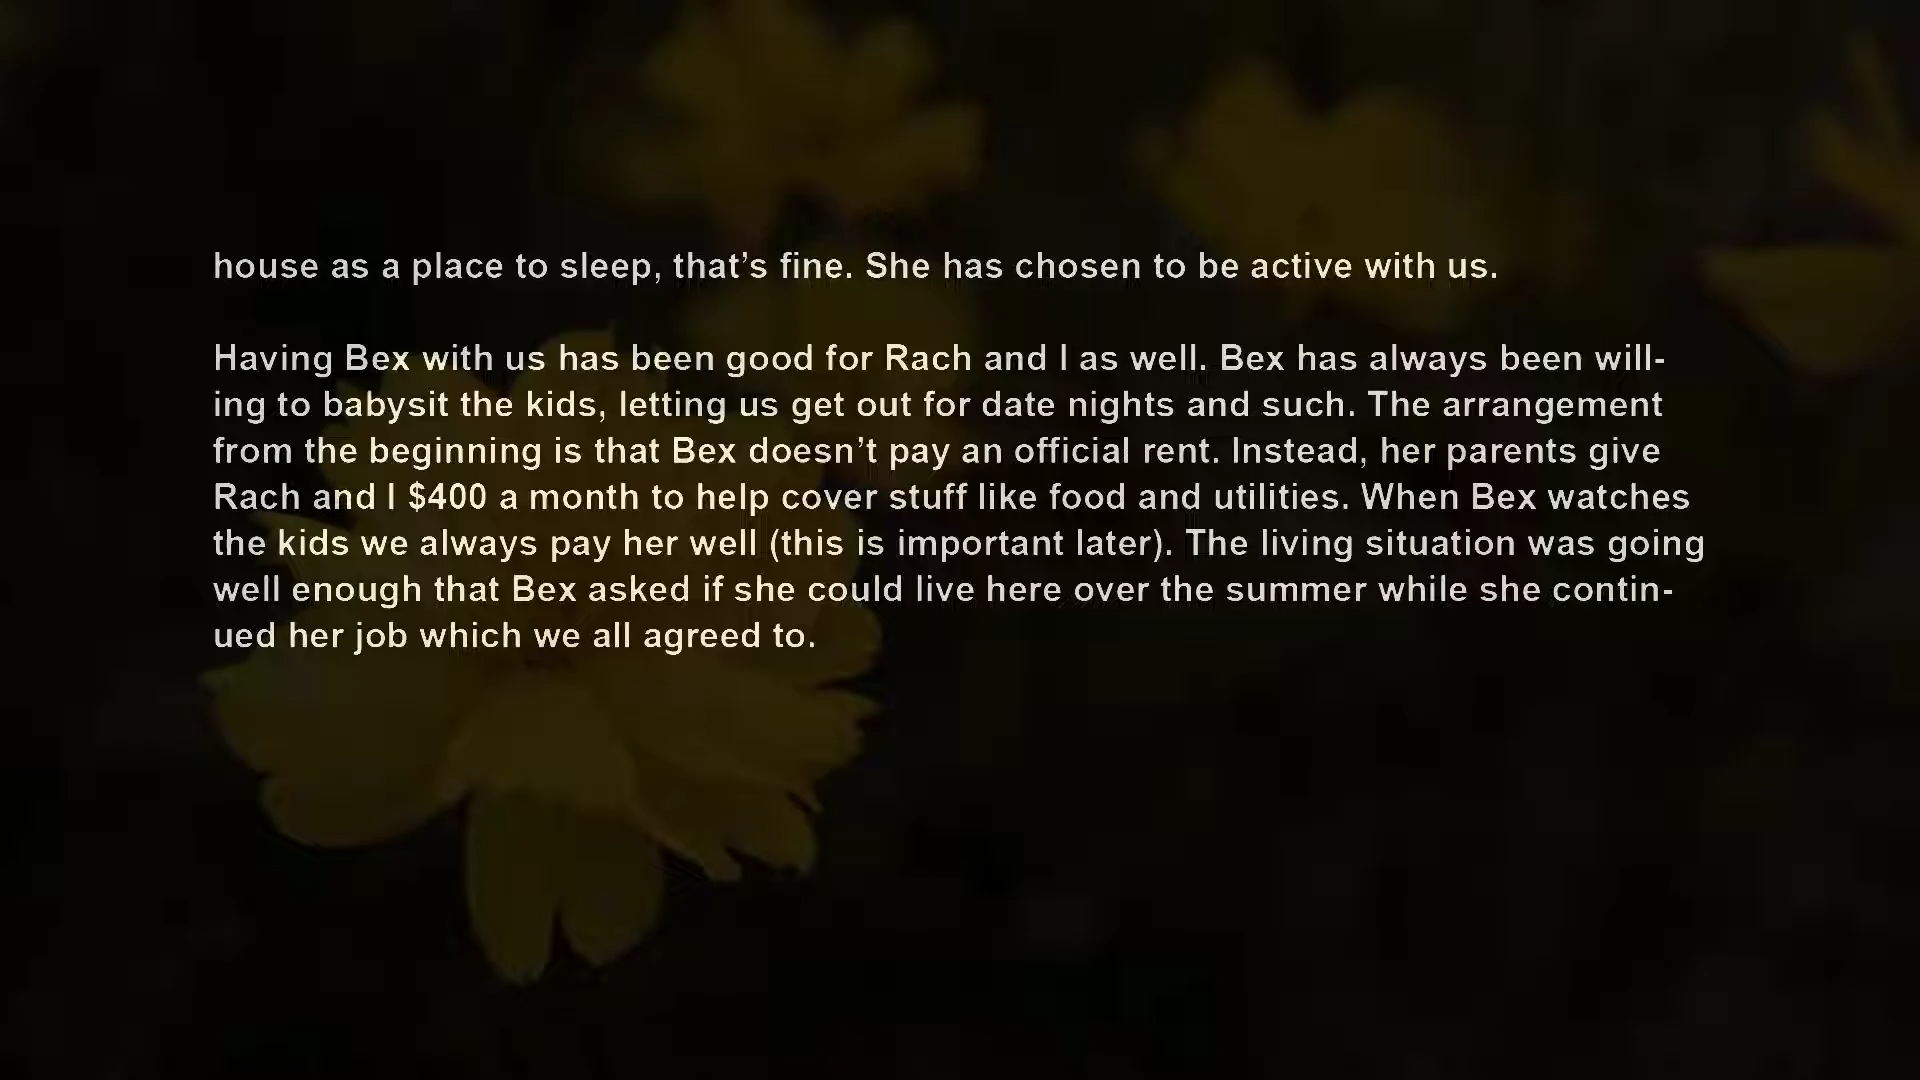 house as a place to sleep, that’s fine. She has chosen to be active with us.
Having Bex with us has been good for Rach and I as well. Bex has always been will-
ing to babysit the kids, letting us get out for date nights and such. The arrangement
from the beginning is that Bex doesn’t pay an official rent. Instead, her parents give
Rach and I $400 a month to help cover stuff like food and utilities. When Bex watches
the kids we always pay her well (this is important later). The living situation was going
well enough that Bex asked if she could live here over the summer while she contin-
ued her job which we all agreed to.